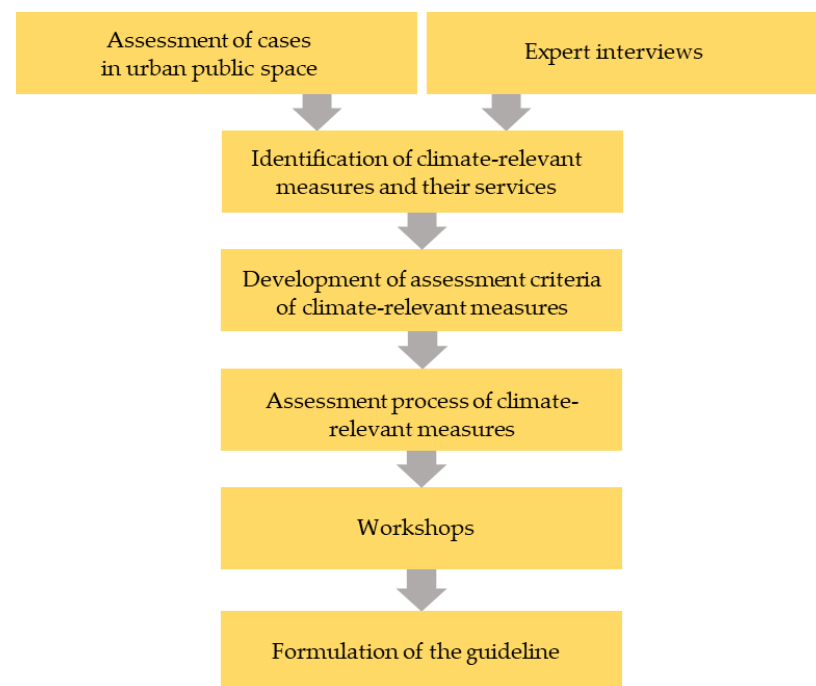 Assessment of cases
in urban public space
Expert interviews
Identification of climate-relevant
measures and their services
Development of assessment criteria
of climate-relevant measures
Assessment process of climate-
relevant measures
Workshops
Formulation of the guideline